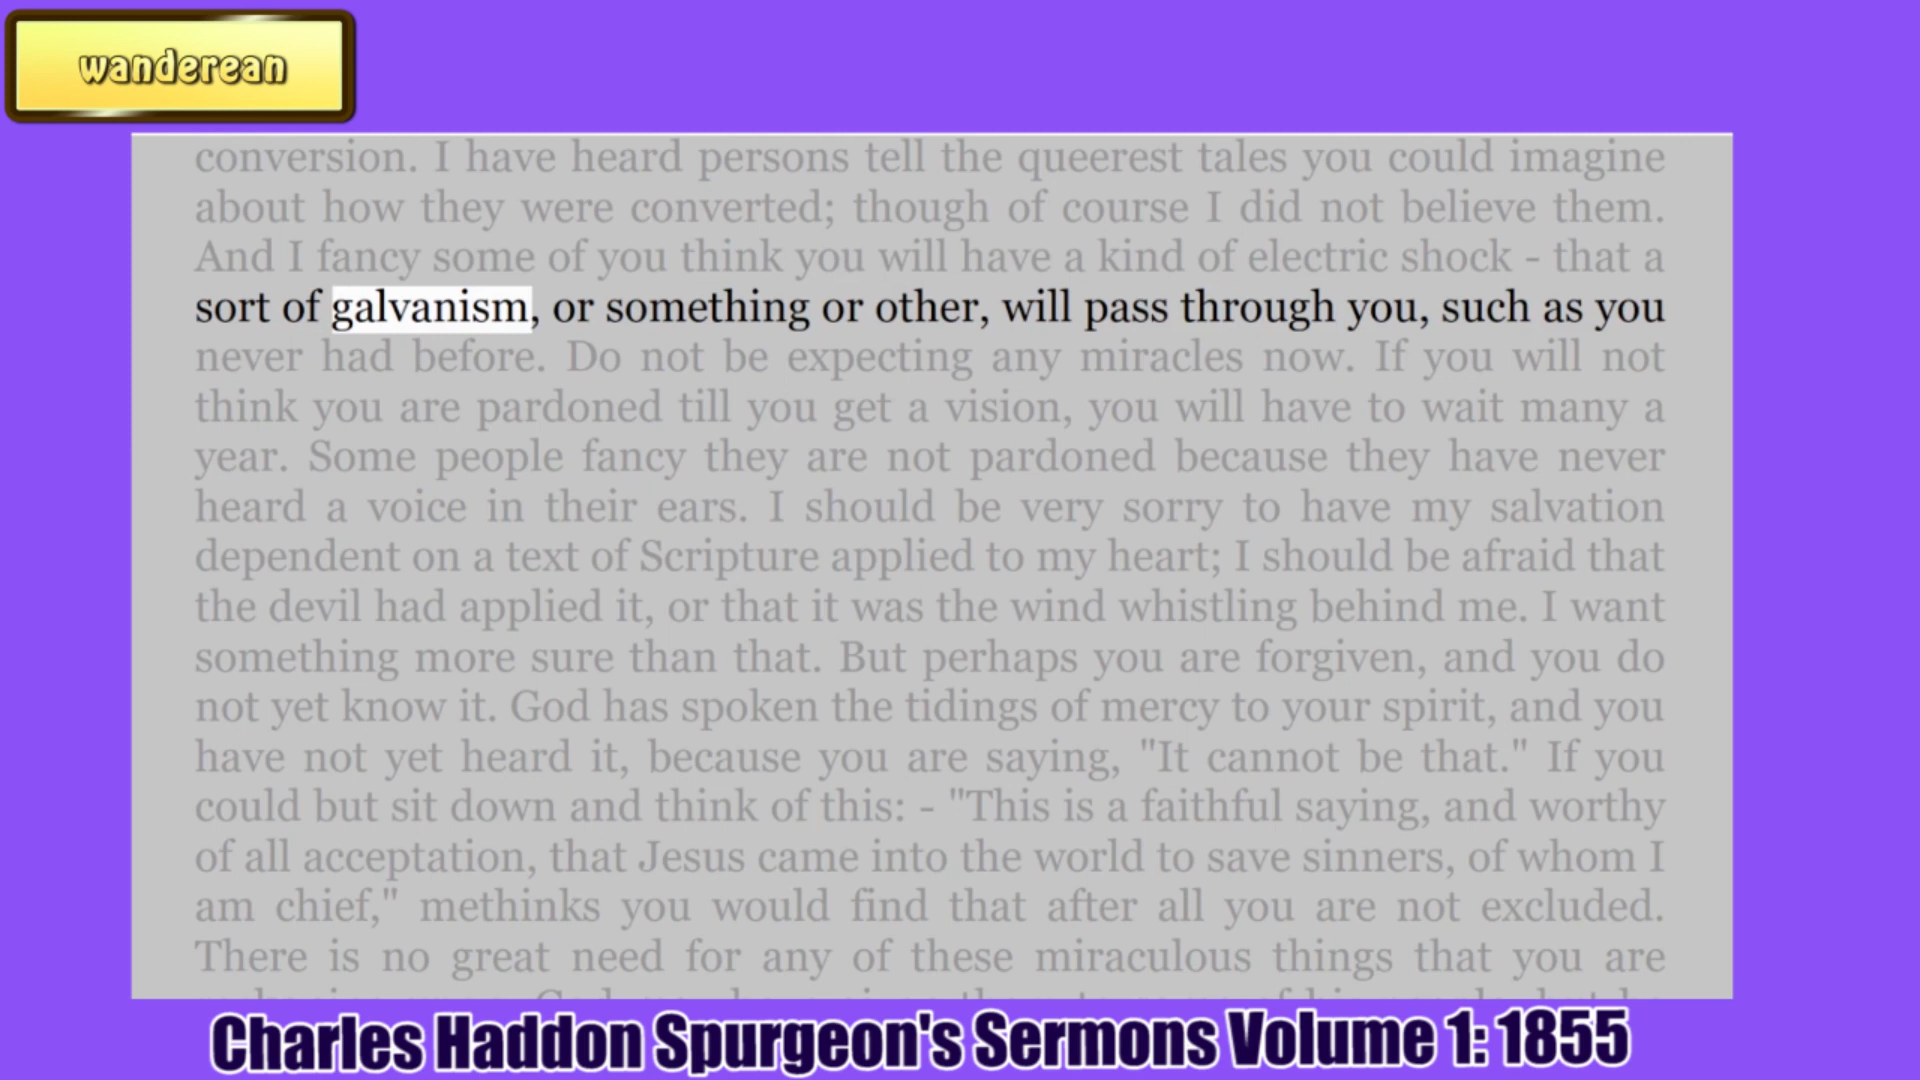 wanderean
conversion. I have heard persons tell the queerest tales you could imagine
about how they were converted; though of course I did not believe them.
And I fancy some of you think you will have a kind of electric shock - that a
sort of galvanism, or something or other, will pass through you, such as you
never had before. Do not be expecting any miracles now. If you will not
think you are pardoned till you get a vision, you will have to wait many a
year. Some people fancy they are not pardoned because they have never
heard a voice in their ears. I should be very sorry to have my salvation
dependent on a text of Scripture applied to my heart; I should be afraid that
the devil had applied it, or that it was the wind whistling behind me. I want
something more sure than that. But perhaps you are forgiven, and you do
not yet know it. God has spoken the tidings of mercy to your spirit, and you
have not yet heard it, because you are saying, "It cannot be that." If you
could but sit down and think of this: - "This is a faithful saying, and worthy
of all acceptation, that Jesus came into the world to save sinners, of whom I
am chief," methinks you would find that after all you are not excluded.
There is no great need for any of these miraculous things that you are
Charles Haddon Spurgeon's Sermons Volume 1: 1855